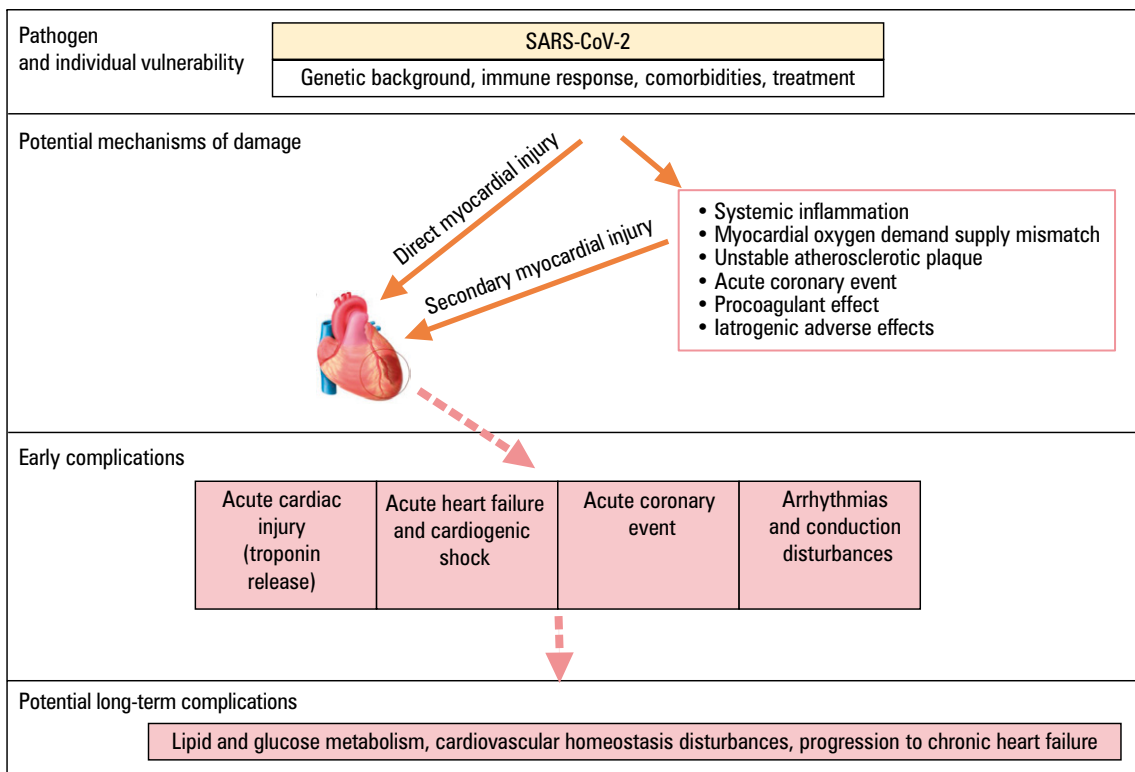 Pathogen
and individual vulnerability
SARS-CoV-2
Genetic background, immune response, comorbidities, treatment
Potential mechanisms of damage
Direct myocardial injury
Secondary myocardial injury
• Systemic inflammation
• Myocardial oxygen demand supply mismatch
• Unstable atherosclerotic plaque
• Acute coronary event
• Procoagulant effect
• Iatrogenic adverse effects
Early complications
Acute cardiac
injury
(troponin
release)
Acute heart failure
and cardiogenic
shock
Acute coronary
event
Arrhythmias
and conduction
disturbances
Potential long-term complications
Lipid and glucose metabolism, cardiovascular homeostasis disturbances, progression to chronic heart failure